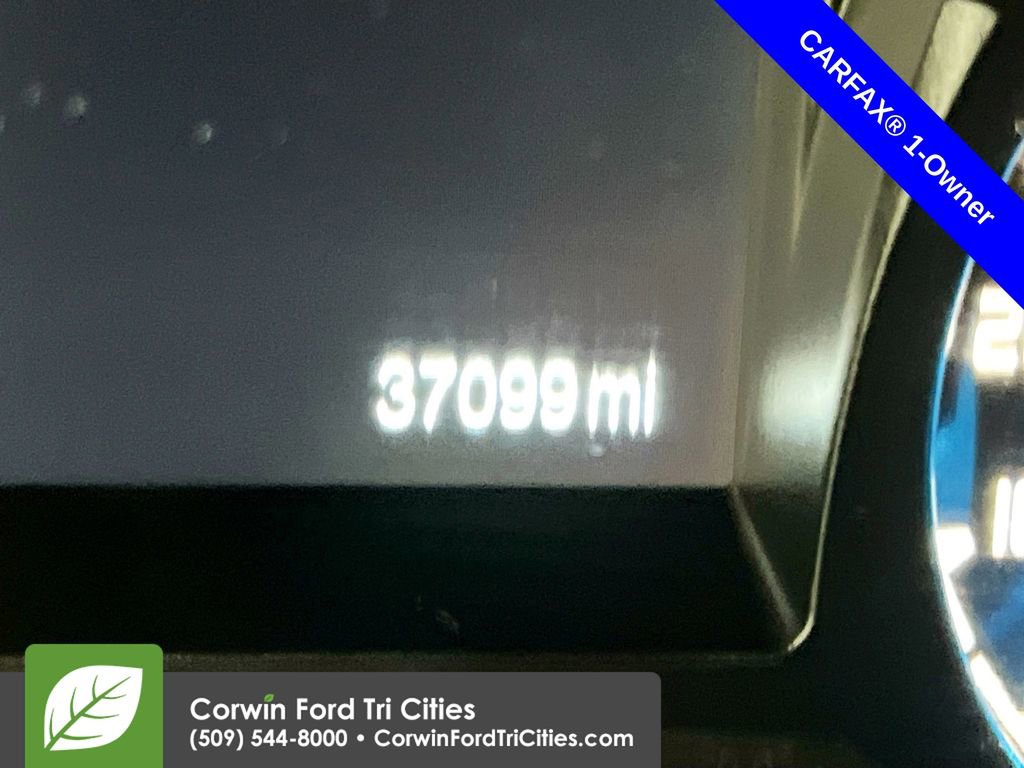 CARFAX® 1-Owner
37099 mi
Corwin Ford Tri Cities
(509) 544-8000 • CorwinFordTriCities.com